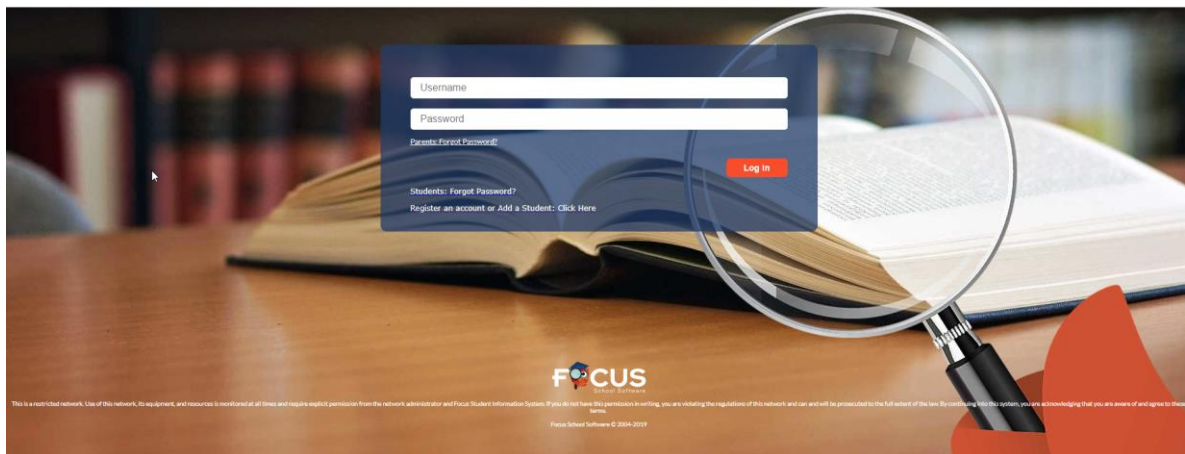 Username
Password
Parents: Forgot Password?
Log In
Students: Forgot Password?
Register an account or Add a Student: Click Here
FOCUS
School Software
This is a restricted network. Use of this network, its equipment, and resources is monitored at all times and require explicit permission from the network administrator and Focus Student Information System. If you do not have this permission in writing, you are violating the regulations of this network and can and will be prosecuted to the full extent of the law. By continuing into this system, you are acknowledging that you are aware of and agree to these
terms.
Focus School Software © 2004-2019